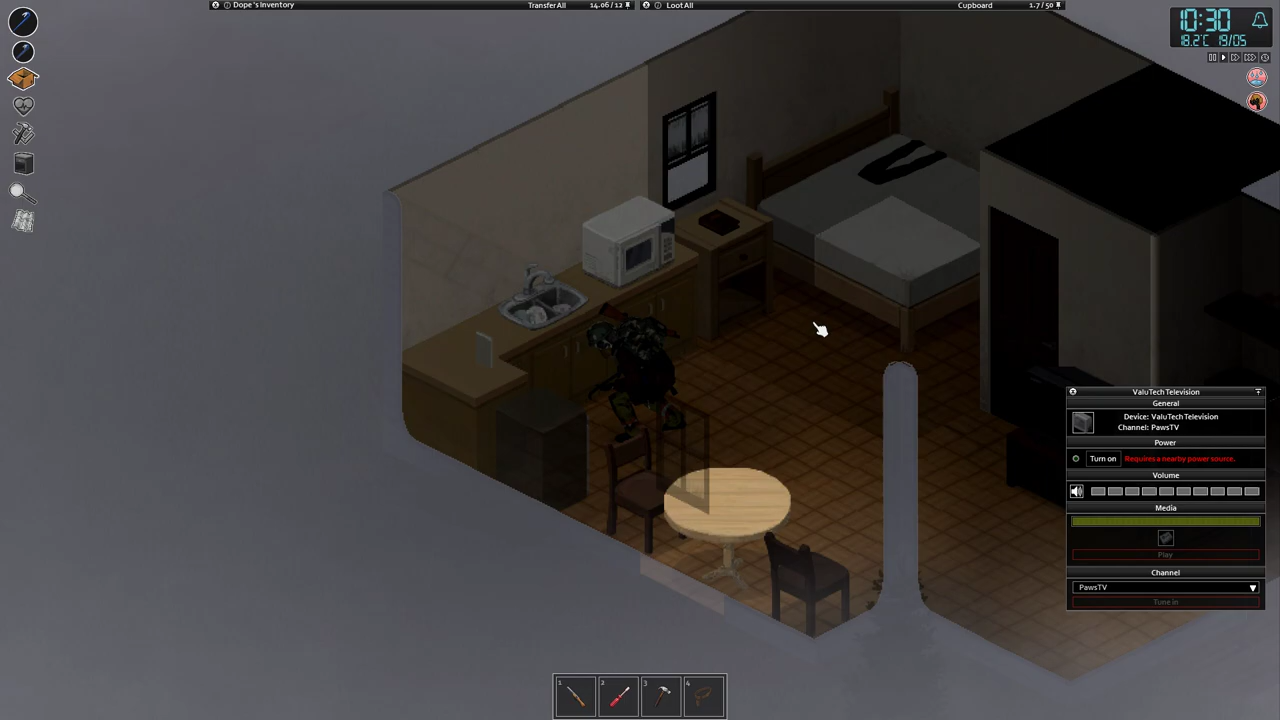 Dope's Inventory Transfer All 14.06 / 12 Loot All Cupboard 1.7 / 50
10:30
18.2°C 19/05
ValuTech Television
General
Device: ValuTech Television
Channel: PawsTV
Power
Turn on Requires a nearby power source.
Volume
Media
Play
Channel
PawsTV
Tune in
1 2 3 4